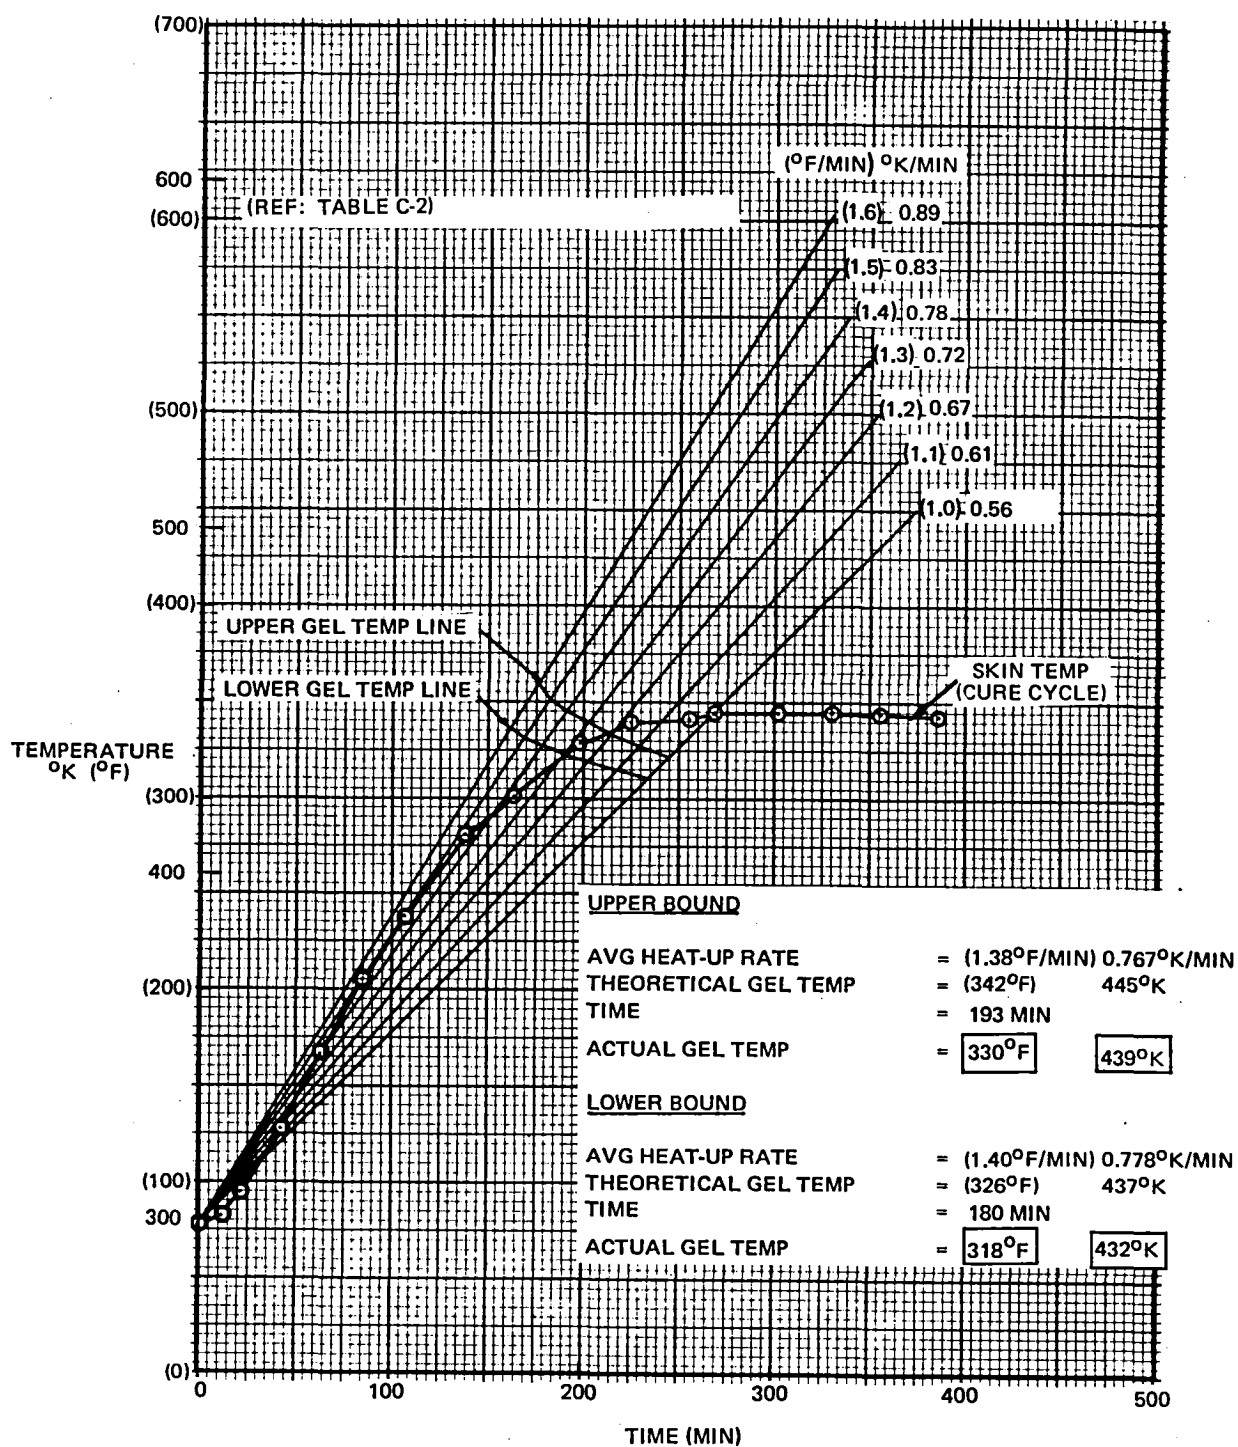 (700)
(°F/MIN) °K/MIN
600
(REF: TABLE C-2)
(600)
(1.6) 0.89
(1.5) 0.83
(1.4) 0.78
(1.3) 0.72
(500)
(1.2) 0.67
(1.1) 0.61
(1.0) 0.56
500
(400)
UPPER GEL TEMP LINE
LOWER GEL TEMP LINE
SKIN TEMP
(CURE CYCLE)
TEMPERATURE
°K (°F)
(300)
400
UPPER BOUND
AVG HEAT-UP RATE = (1.38°F/MIN) 0.767°K/MIN
THEORETICAL GEL TEMP = (342°F) 445°K
(200)
TIME = 193 MIN
ACTUAL GEL TEMP = 330°F 439°K
LOWER BOUND
AVG HEAT-UP RATE = (1.40°F/MIN) 0.778°K/MIN
(100)
THEORETICAL GEL TEMP = (326°F) 437°K
300
TIME = 180 MIN
ACTUAL GEL TEMP = 318°F 432°K
(0)
0 100 200 300 400 500
TIME (MIN)